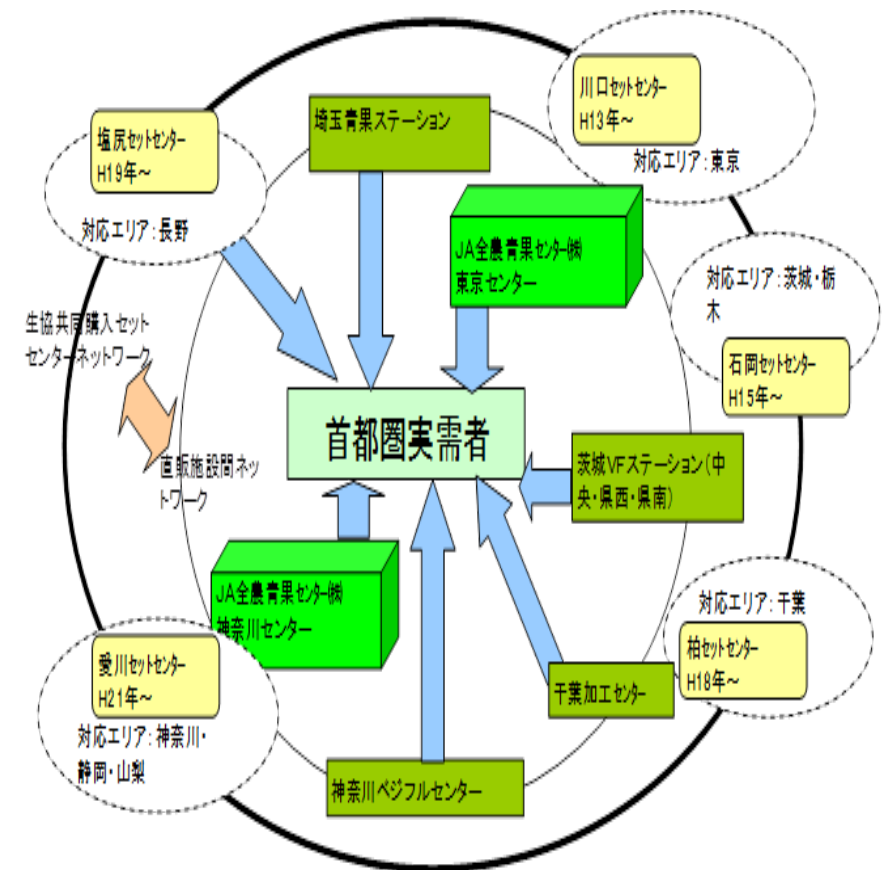 川口セットセンター
H13年～
対応エリア：東京
埼玉青果ステーション
塩尻セットセンター
H19年～
対応エリア：長野
JA全農青果センター㈱
東京センター
対応エリア：茨城・栃
木
石岡セットセンター
H15年～
生協共同購入セット
センターネットワーク
首都圏実需者
直販施設間ネッ
トワーク
茨城VFステーション（中
央・県西・県南）
JA全農青果センター㈱
神奈川センター
対応エリア：千葉
柏セットセンター
H18年～
愛川セットセンター
H21年～
対応エリア：神奈川・
静岡・山梨
千葉加工センター
神奈川ベジフルセンター